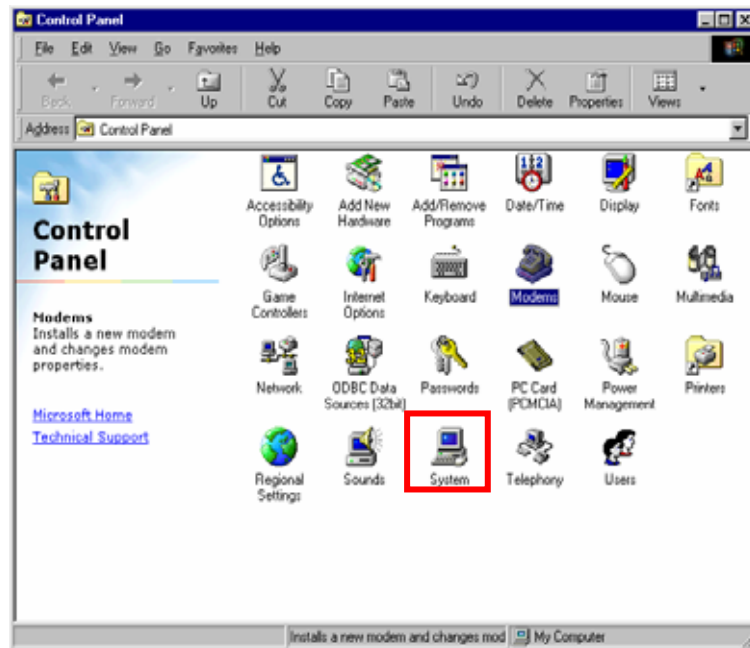 Control Panel
File Edit View Go Favorites Help
Back Forward Up Cut Copy Paste Undo Delete Properties Views
Address Control Panel
Control
Panel
Modems
Installs a new modem
and changes modem
properties.
Microsoft Home
Technical Support
Accessibility Options
Add New Hardware
Add/Remove Programs
Date/Time
Display
Fonts
Game Controllers
Internet Options
Keyboard
Modems
Mouse
Multimedia
Network
ODBC Data Sources (32bit)
Passwords
PC Card (PCMCIA)
Power Management
Printers
Regional Settings
Sounds
System
Telephony
Users
Installs a new modem and changes mod My Computer